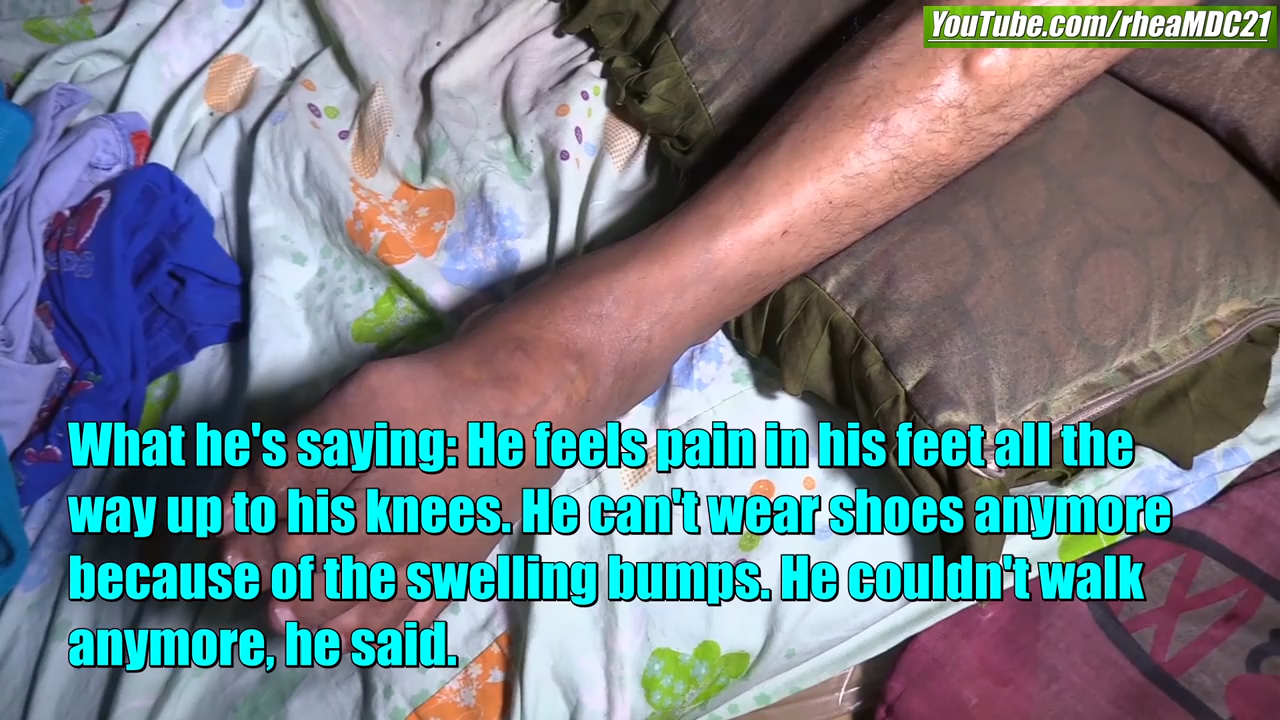 YouTube.com/rheaMDC21
What he's saying: He feels pain in his feet all the
way up to his knees. He can't wear shoes anymore
because of the swelling bumps. He couldn't walk
anymore, he said.